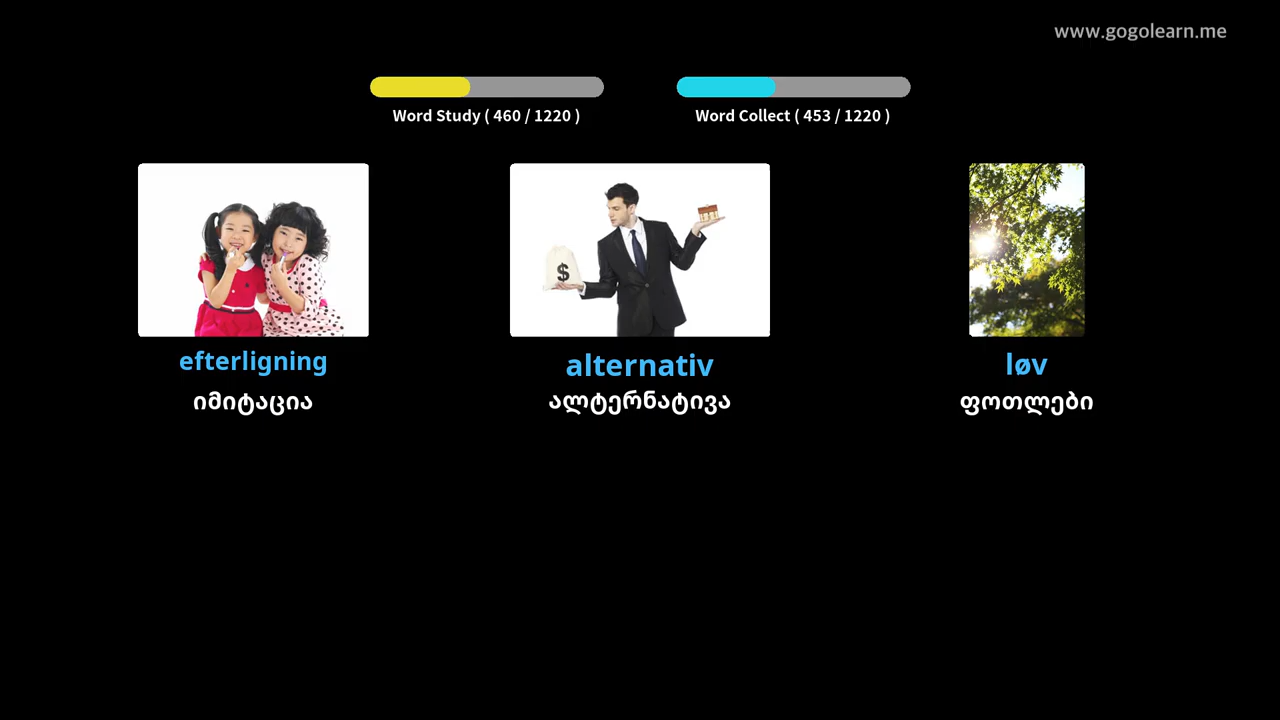 www.gogolearn.me
Word Study ( 460 / 1220 )
Word Collect ( 453 / 1220 )
$
efterligning
alternativ
løv
იმიტაცია
ალტერნატივა
ფოთლები